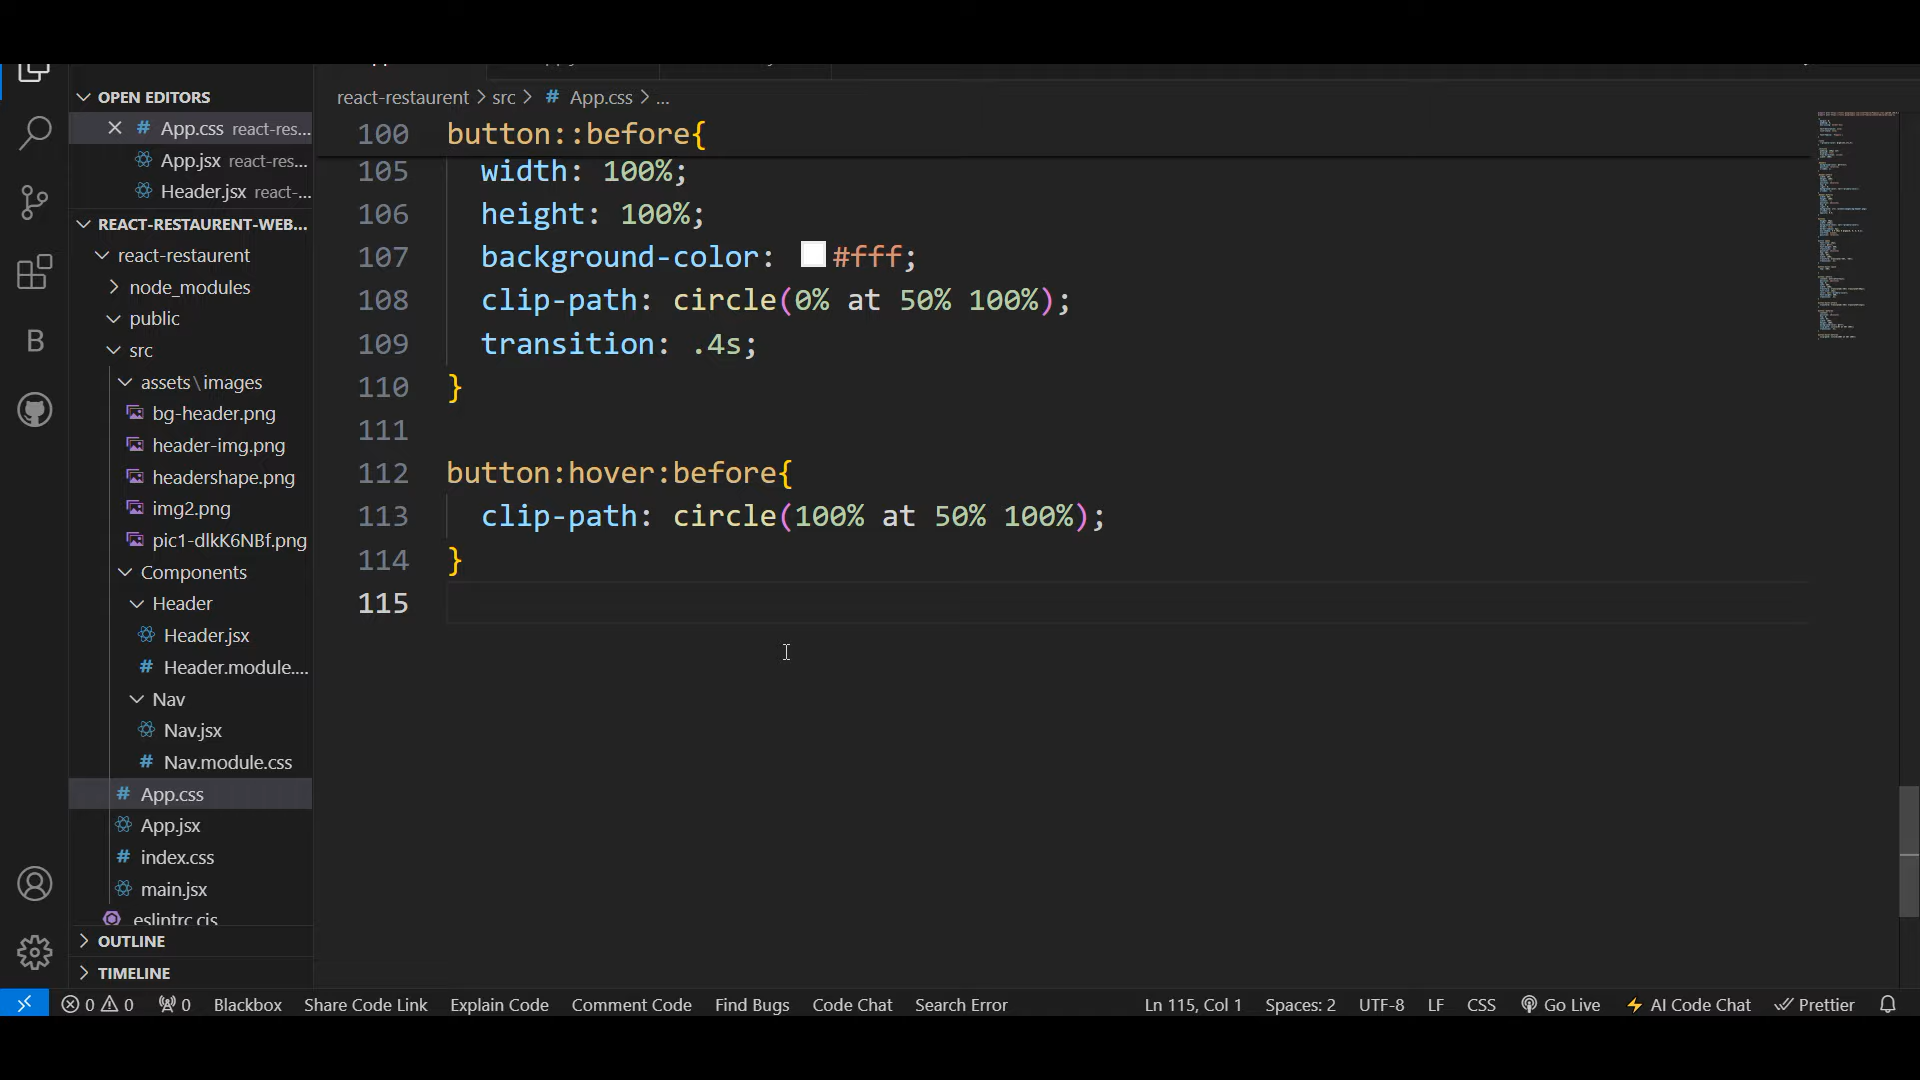 OPEN EDITORS
# App.css react-res...
App.jsx react-res...
Header.jsx react-...
REACT-RESTAURENT-WEB...
react-restaurent
node_modules
public
src
assets\images
bg-header.png
header-img.png
headershape.png
img2.png
pic1-dlkK6NBf.png
Components
Header
Header.jsx
# Header.module....
Nav
Nav.jsx
# Nav.module.css
# App.css
App.jsx
# index.css
main.jsx
eslintrc.cjs
OUTLINE
TIMELINE
react-restaurent > src > # App.css > ...
100 button::before{
105 width: 100%;
106 height: 100%;
107 background-color: #fff;
108 clip-path: circle(0% at 50% 100%);
109 transition: .4s;
110 }
111
112 button:hover:before{
113 clip-path: circle(100% at 50% 100%);
114 }
115
B
0 0 0 Blackbox Share Code Link Explain Code Comment Code Find Bugs Code Chat Search Error Ln 115, Col 1 Spaces: 2 UTF-8 LF CSS Go Live AI Code Chat Prettier